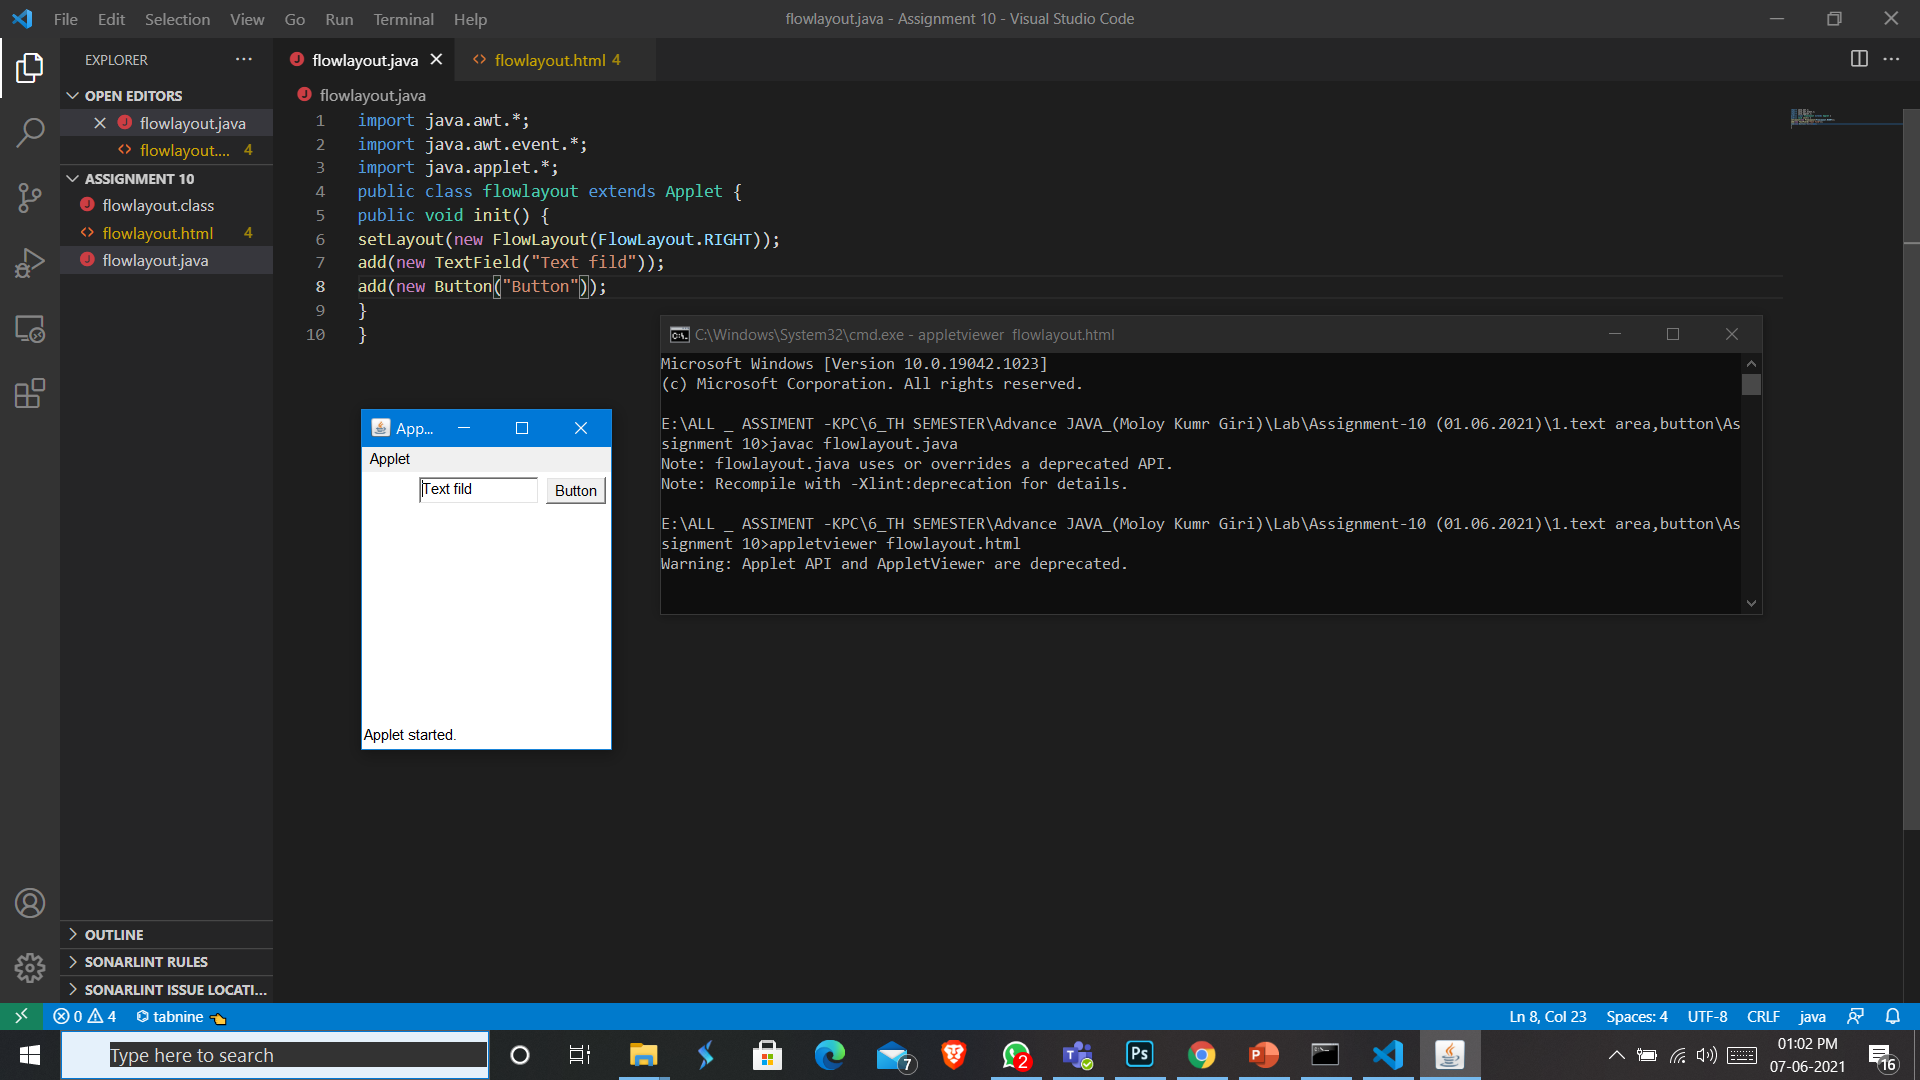 File Edit Selection View Go Run Terminal Help
flowlayout.java - Assignment 10 - Visual Studio Code
EXPLORER
OPEN EDITORS
flowlayout.java
flowlayout.... 4
ASSIGNMENT 10
flowlayout.class
flowlayout.html 4
flowlayout.java
OUTLINE
SONARLINT RULES
SONARLINT ISSUE LOCATI...
flowlayout.java
flowlayout.html 4
flowlayout.java
1 import java.awt.*;
2 import java.awt.event.*;
3 import java.applet.*;
4 public class flowlayout extends Applet {
5 public void init() {
6 setLayout(new FlowLayout(FlowLayout.RIGHT));
7 add(new TextField("Text fild"));
8 add(new Button("Button"));
9 }
10 }
App...
Applet
Text fild Button
Applet started.
C:\Windows\System32\cmd.exe - appletviewer flowlayout.html
Microsoft Windows [Version 10.0.19042.1023]
(c) Microsoft Corporation. All rights reserved.
E:\ALL _ ASSIMENT -KPC\6_TH SEMESTER\Advance JAVA_(Moloy Kumr Giri)\Lab\Assignment-10 (01.06.2021)\1.text area,button\As
signment 10>javac flowlayout.java
Note: flowlayout.java uses or overrides a deprecated API.
Note: Recompile with -Xlint:deprecation for details.
E:\ALL _ ASSIMENT -KPC\6_TH SEMESTER\Advance JAVA_(Moloy Kumr Giri)\Lab\Assignment-10 (01.06.2021)\1.text area,button\As
signment 10>appletviewer flowlayout.html
Warning: Applet API and AppletViewer are deprecated.
0 4 tabnine
Ln 8, Col 23 Spaces: 4 UTF-8 CRLF java
Type here to search
7
2
Ps
01:02 PM
07-06-2021
16